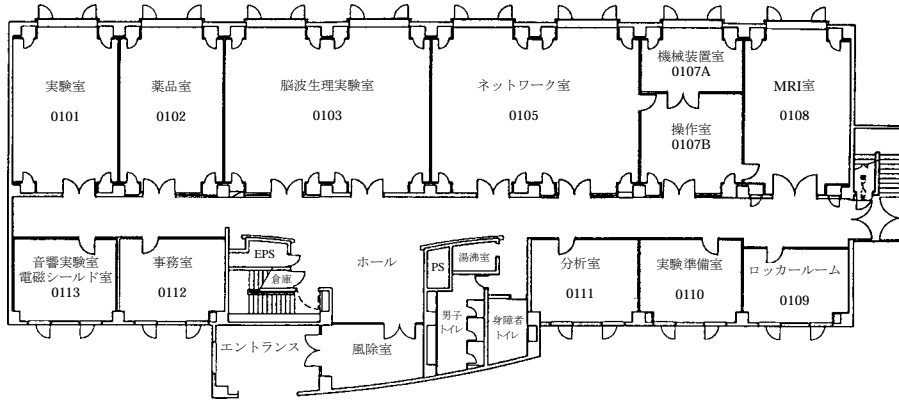 実験室
0101
薬品室
0102
脳波生理実験室
0103
ネットワーク室
0105
機械装置室
0107A
操作室
0107B
MRI室
0108
音響実験室
電磁シールド室
0113
事務室
0112
EPS
倉庫
ホール
PS
湯沸室
男子
トイレ
身障者
トイレ
分析室
0111
実験準備室
0110
ロッカールーム
0109
エントランス
風除室